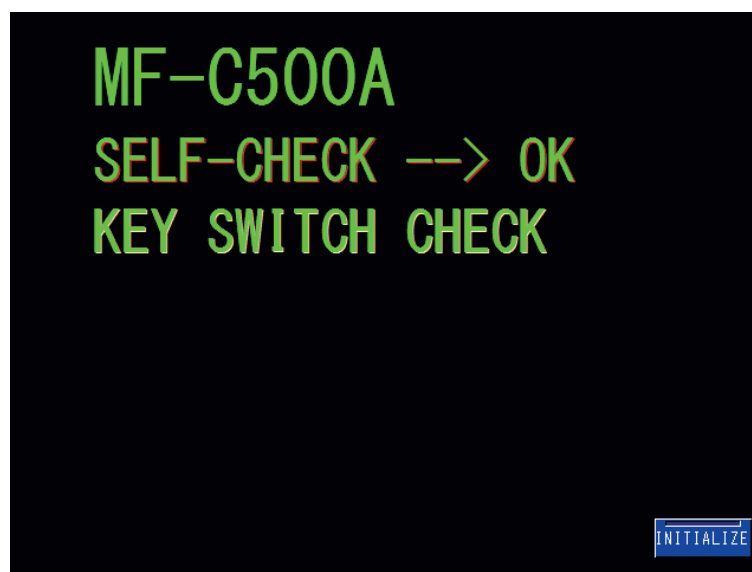 MF-C500A
SELF-CHECK --> OK
KEY SWITCH CHECK
INITIALIZE